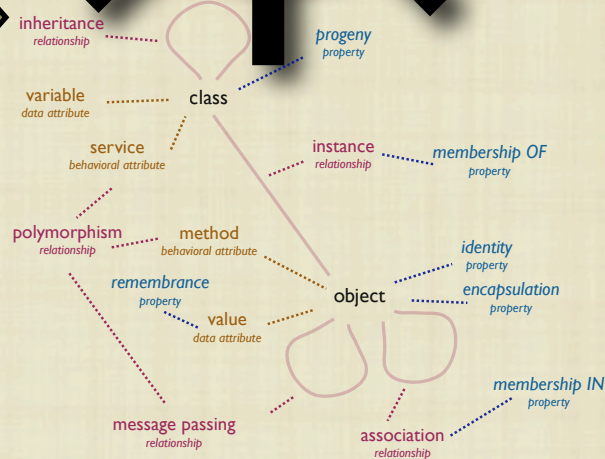 inheritance
relationship
progeny
property
variable
data attribute
class
service
behavioral attribute
instance
relationship
membership OF
property
polymorphism
relationship
method
behavioral attribute
identity
property
remembrance
property
object
encapsulation
property
value
data attribute
membership IN
property
message passing
relationship
association
relationship